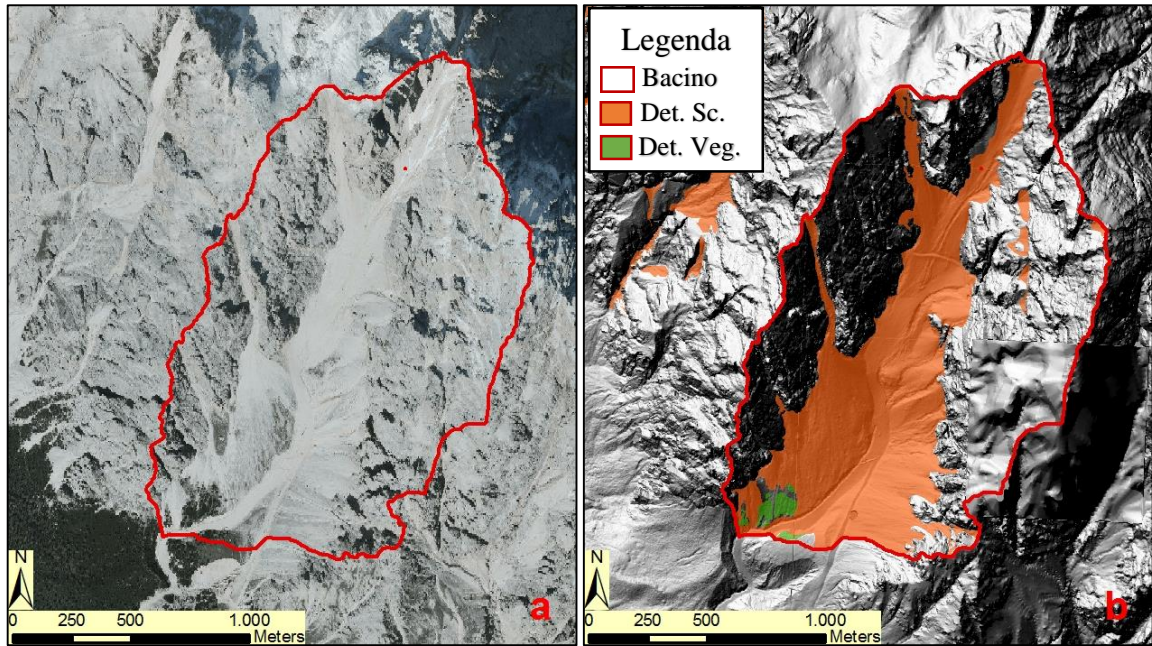 N
0 250 500 1.000
Meters
a
Legenda
Bacino
Det. Sc.
Det. Veg.
N
0 250 500 1.000
Meters
b